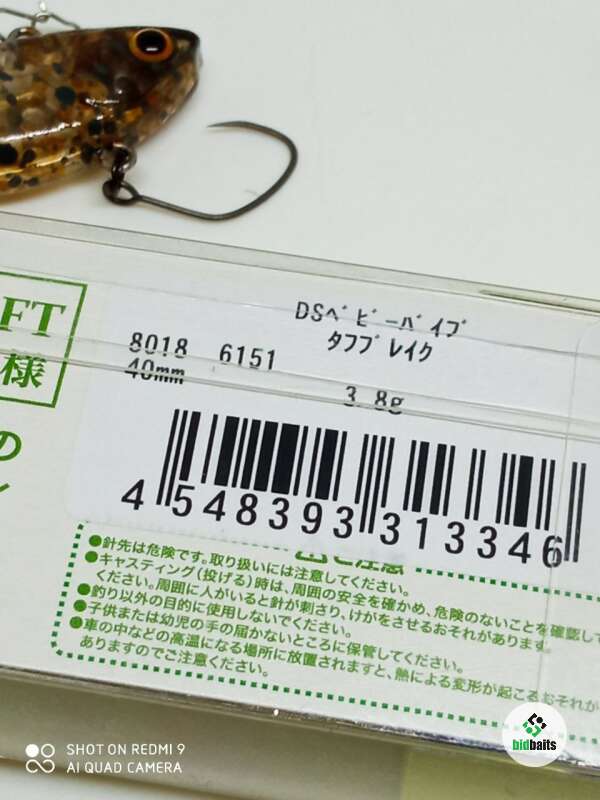 FT
様
の
DSベビーバイブ
タフブレイク
8018 6151
40mm
3.8g
4 548393 313346
ご注意
●針先は危険です。取り扱いには注意してください。
●キャスティング(投げる)時は、周囲の安全を確かめ、危険のないことを確認して
ください。周囲に人がいると針が刺さり、けがをさせるおそれがあります。
●釣り以外の目的に使用しないでください。
●子供または幼児の手の届かないところに保管してください。
●車の中などの高温になる場所に放置されますと、熱による変形が起こるおそれが
ありますのでご注意ください。
bidbaits
SHOT ON REDMI 9
AI QUAD CAMERA